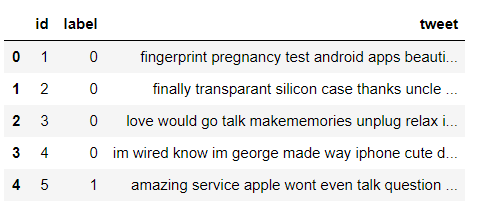 id label tweet
0 1 0 fingerprint pregnancy test android apps beauti...
1 2 0 finally transparant silicon case thanks uncle ...
2 3 0 love would go talk makememories unplug relax i...
3 4 0 im wired know im george made way iphone cute d...
4 5 1 amazing service apple wont even talk question ...